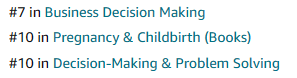 #7 in Business Decision Making
#10 in Pregnancy & Childbirth (Books)
#10 in Decision-Making & Problem Solving